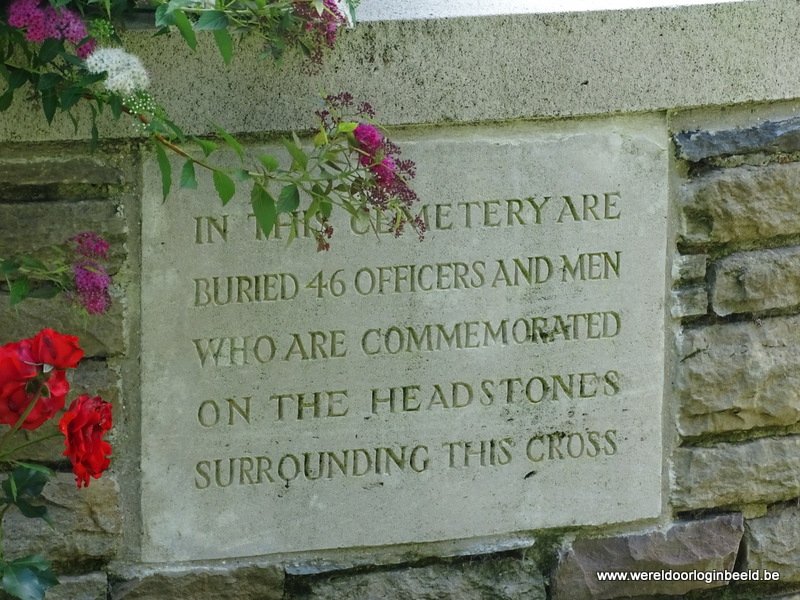 IN THIS CEMETERY ARE
BURIED 46 OFFICERS AND MEN
WHO ARE COMMEMORATED
ON THE HEADSTONES
SURROUNDING THIS CROSS
www.wereldoorloginbeeld.be